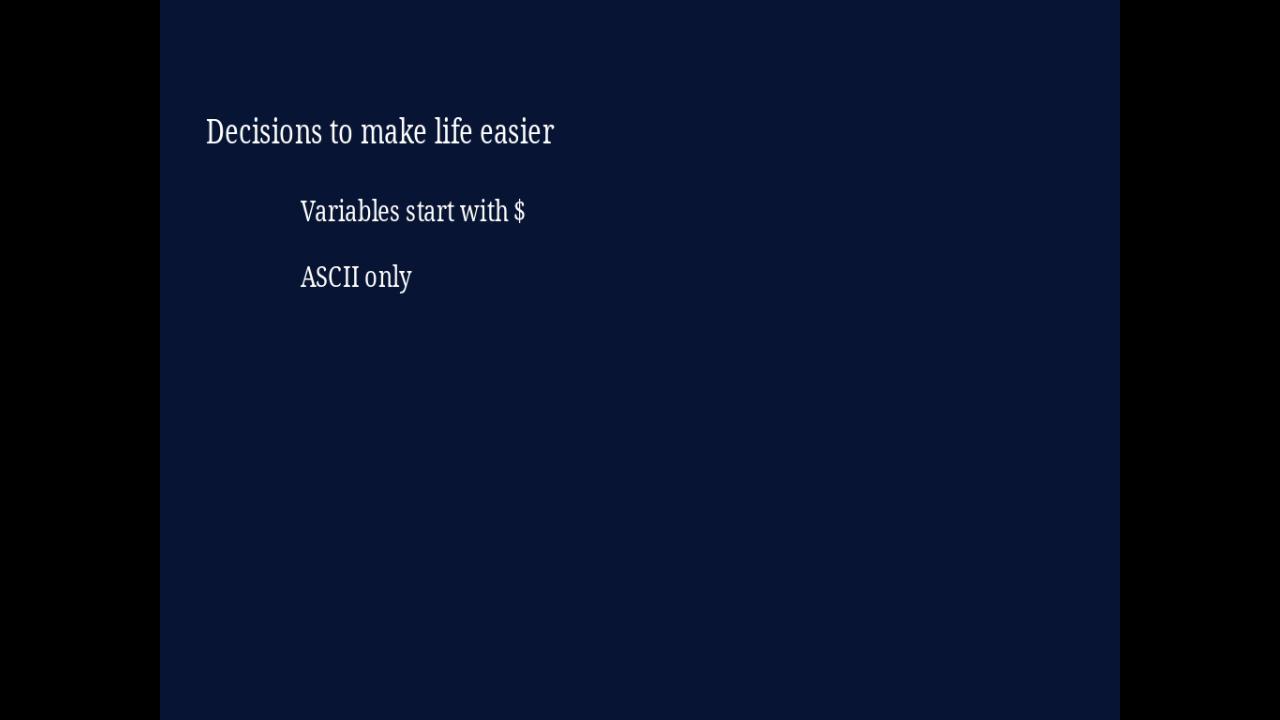 Decisions to make life easier
Variables start with $
ASCII only